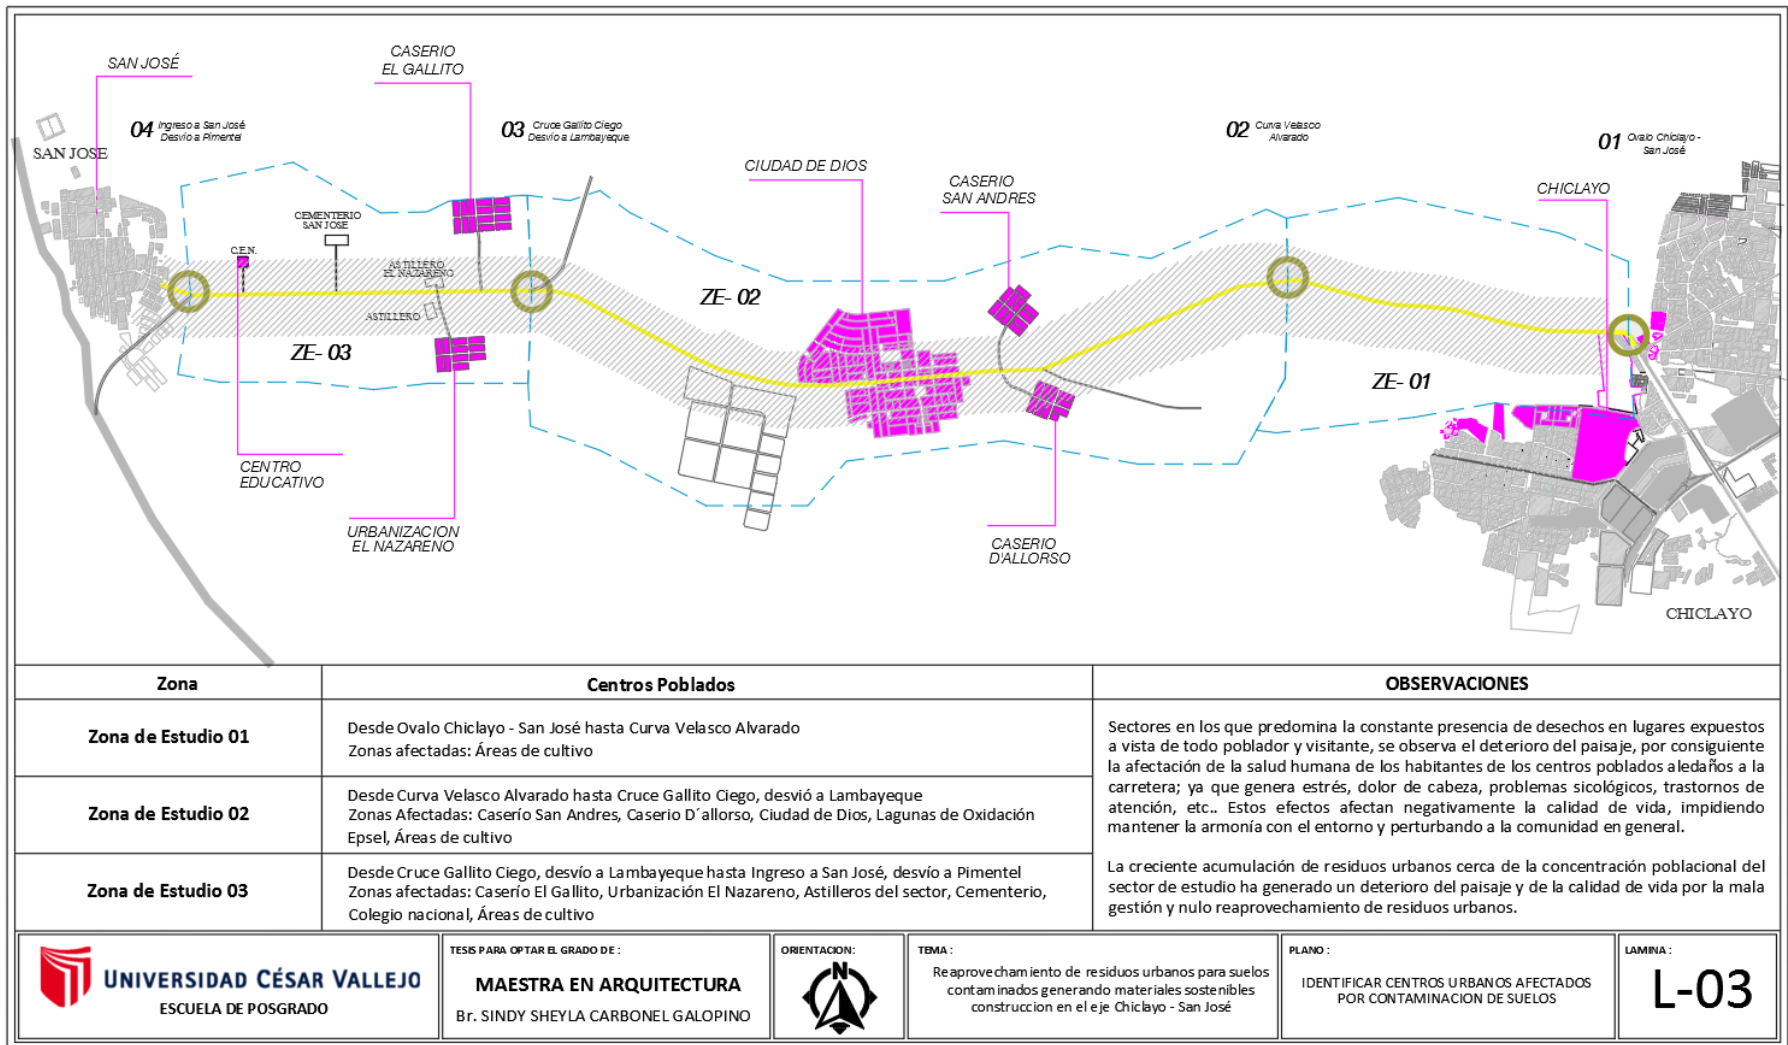 SAN JOSÉ
CASERIO
EL GALLITO
04 Ingreso a San José
Desvío a Pimentel
03 Cruce Gallito Ciego
Desvío a Lambayeque
02 Curva Velasco
Alvarado
01 Ovalo Chiclayo -
San José
SAN JOSE
CIUDAD DE DIOS
CASERIO
SAN ANDRES
CHICLAYO
CEMENTERIO
SAN JOSE
C.E.N.
ASTILLERO
EL NAZARENO
ASTILLERO
ZE- 02
ZE- 03
ZE- 01
CENTRO
EDUCATIVO
URBANIZACION
EL NAZARENO
CASERIO
D'ALLORSO
CHICLAYO
Zona
Centros Poblados
OBSERVACIONES
Zona de Estudio 01
Desde Ovalo Chiclayo - San José hasta Curva Velasco Alvarado
Zonas afectadas: Áreas de cultivo
Zona de Estudio 02
Desde Curva Velasco Alvarado hasta Cruce Gallito Ciego, desvió a Lambayeque
Zonas Afectadas: Caserío San Andres, Caserio D´allorso, Ciudad de Dios, Lagunas de Oxidación
Epsel, Áreas de cultivo
Zona de Estudio 03
Desde Cruce Gallito Ciego, desvío a Lambayeque hasta Ingreso a San José, desvío a Pimentel
Zonas afectadas: Caserío El Gallito, Urbanización El Nazareno, Astilleros del sector, Cementerio,
Colegio nacional, Áreas de cultivo
Sectores en los que predomina la constante presencia de desechos en lugares expuestos
a vista de todo poblador y visitante, se observa el deterioro del paisaje, por consiguiente
la afectación de la salud humana de los habitantes de los centros poblados aledaños a la
carretera; ya que genera estrés, dolor de cabeza, problemas sicológicos, trastornos de
atención, etc.. Estos efectos afectan negativamente la calidad de vida, impidiendo
mantener la armonía con el entorno y perturbando a la comunidad en general.
La creciente acumulación de residuos urbanos cerca de la concentración poblacional del
sector de estudio ha generado un deterioro del paisaje y de la calidad de vida por la mala
gestión y nulo reaprovechamiento de residuos urbanos.
UNIVERSIDAD CÉSAR VALLEJO
ESCUELA DE POSGRADO
TESIS PARA OPTAR EL GRADO DE :
MAESTRA EN ARQUITECTURA
Br. SINDY SHEYLA CARBONEL GALOPINO
ORIENTACION:
N
TEMA :
Reaprovechamiento de residuos urbanos para suelos
contaminados generando materiales sostenibles
construccion en el eje Chiclayo - San José
PLANO :
IDENTIFICAR CENTROS URBANOS AFECTADOS
POR CONTAMINACION DE SUELOS
LAMINA :
L-03